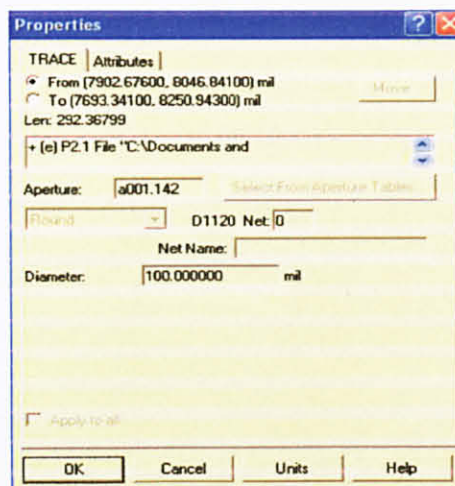 Properties
TRACE Attributes
From (7902.67600, 8046.84100) mil
Move...
To (7693.34100, 8250.94300) mil
Len: 292.36799
+ (e) P2.1 File "C:\Documents and
Aperture: a001.142 Select From Aperture Tables...
Round D1120 Net: 0
Net Name:
Diameter: 100.000000 mil
Apply to all
OK Cancel Units Help